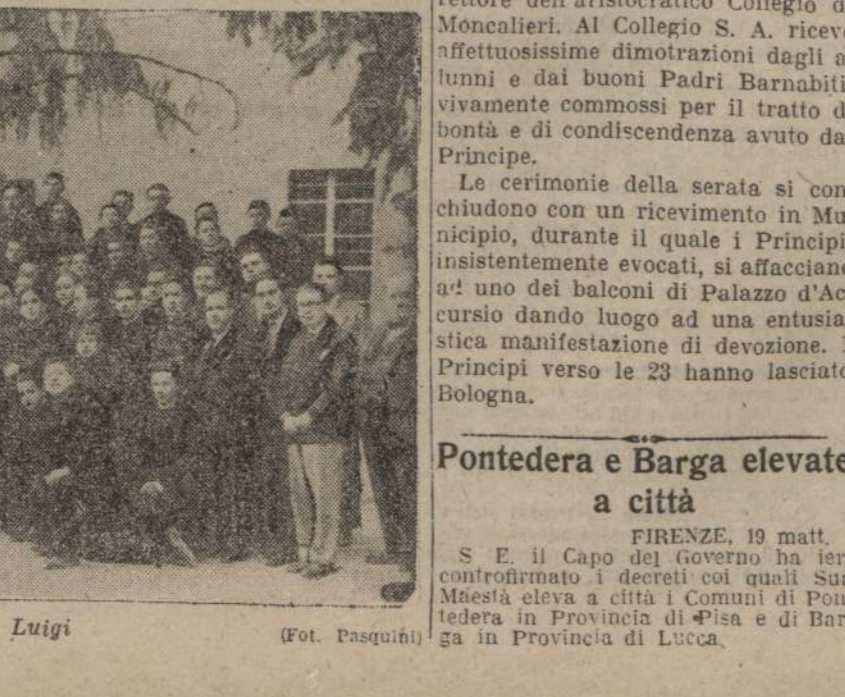 Luigi
(Fot. Pasquini)
rettore dell'aristocratico Collegio d
Moncalieri. Al Collegio S. A. riceve
affettuosissime dimotrazioni dagli a
lunni e dai buoni Padri Barnabiti
vivamente commossi per il tratto d
bontà e di condiscendenza avuto da
Principe.
Le cerimonie della serata si con
chiudono con un ricevimento in Mu
nicipio, durante il quale i Principi
insistentemente evocati, si affacciano
ad uno dei balconi di Palazzo d'Ac
cursio dando luogo ad una entusia
stica manifestazione di devozione. I
Principi verso le 23 hanno lasciato
Bologna.
Pontedera e Barga elevate
a città
FIRENZE, 19 matt.
S E. il Capo del Governo ha ier
controfirmato i decreti coi quali Sua
Maestà eleva a città i Comuni di Pon
tedera in Provincia di Pisa e di Bar
ga in Provincia di Lucca.